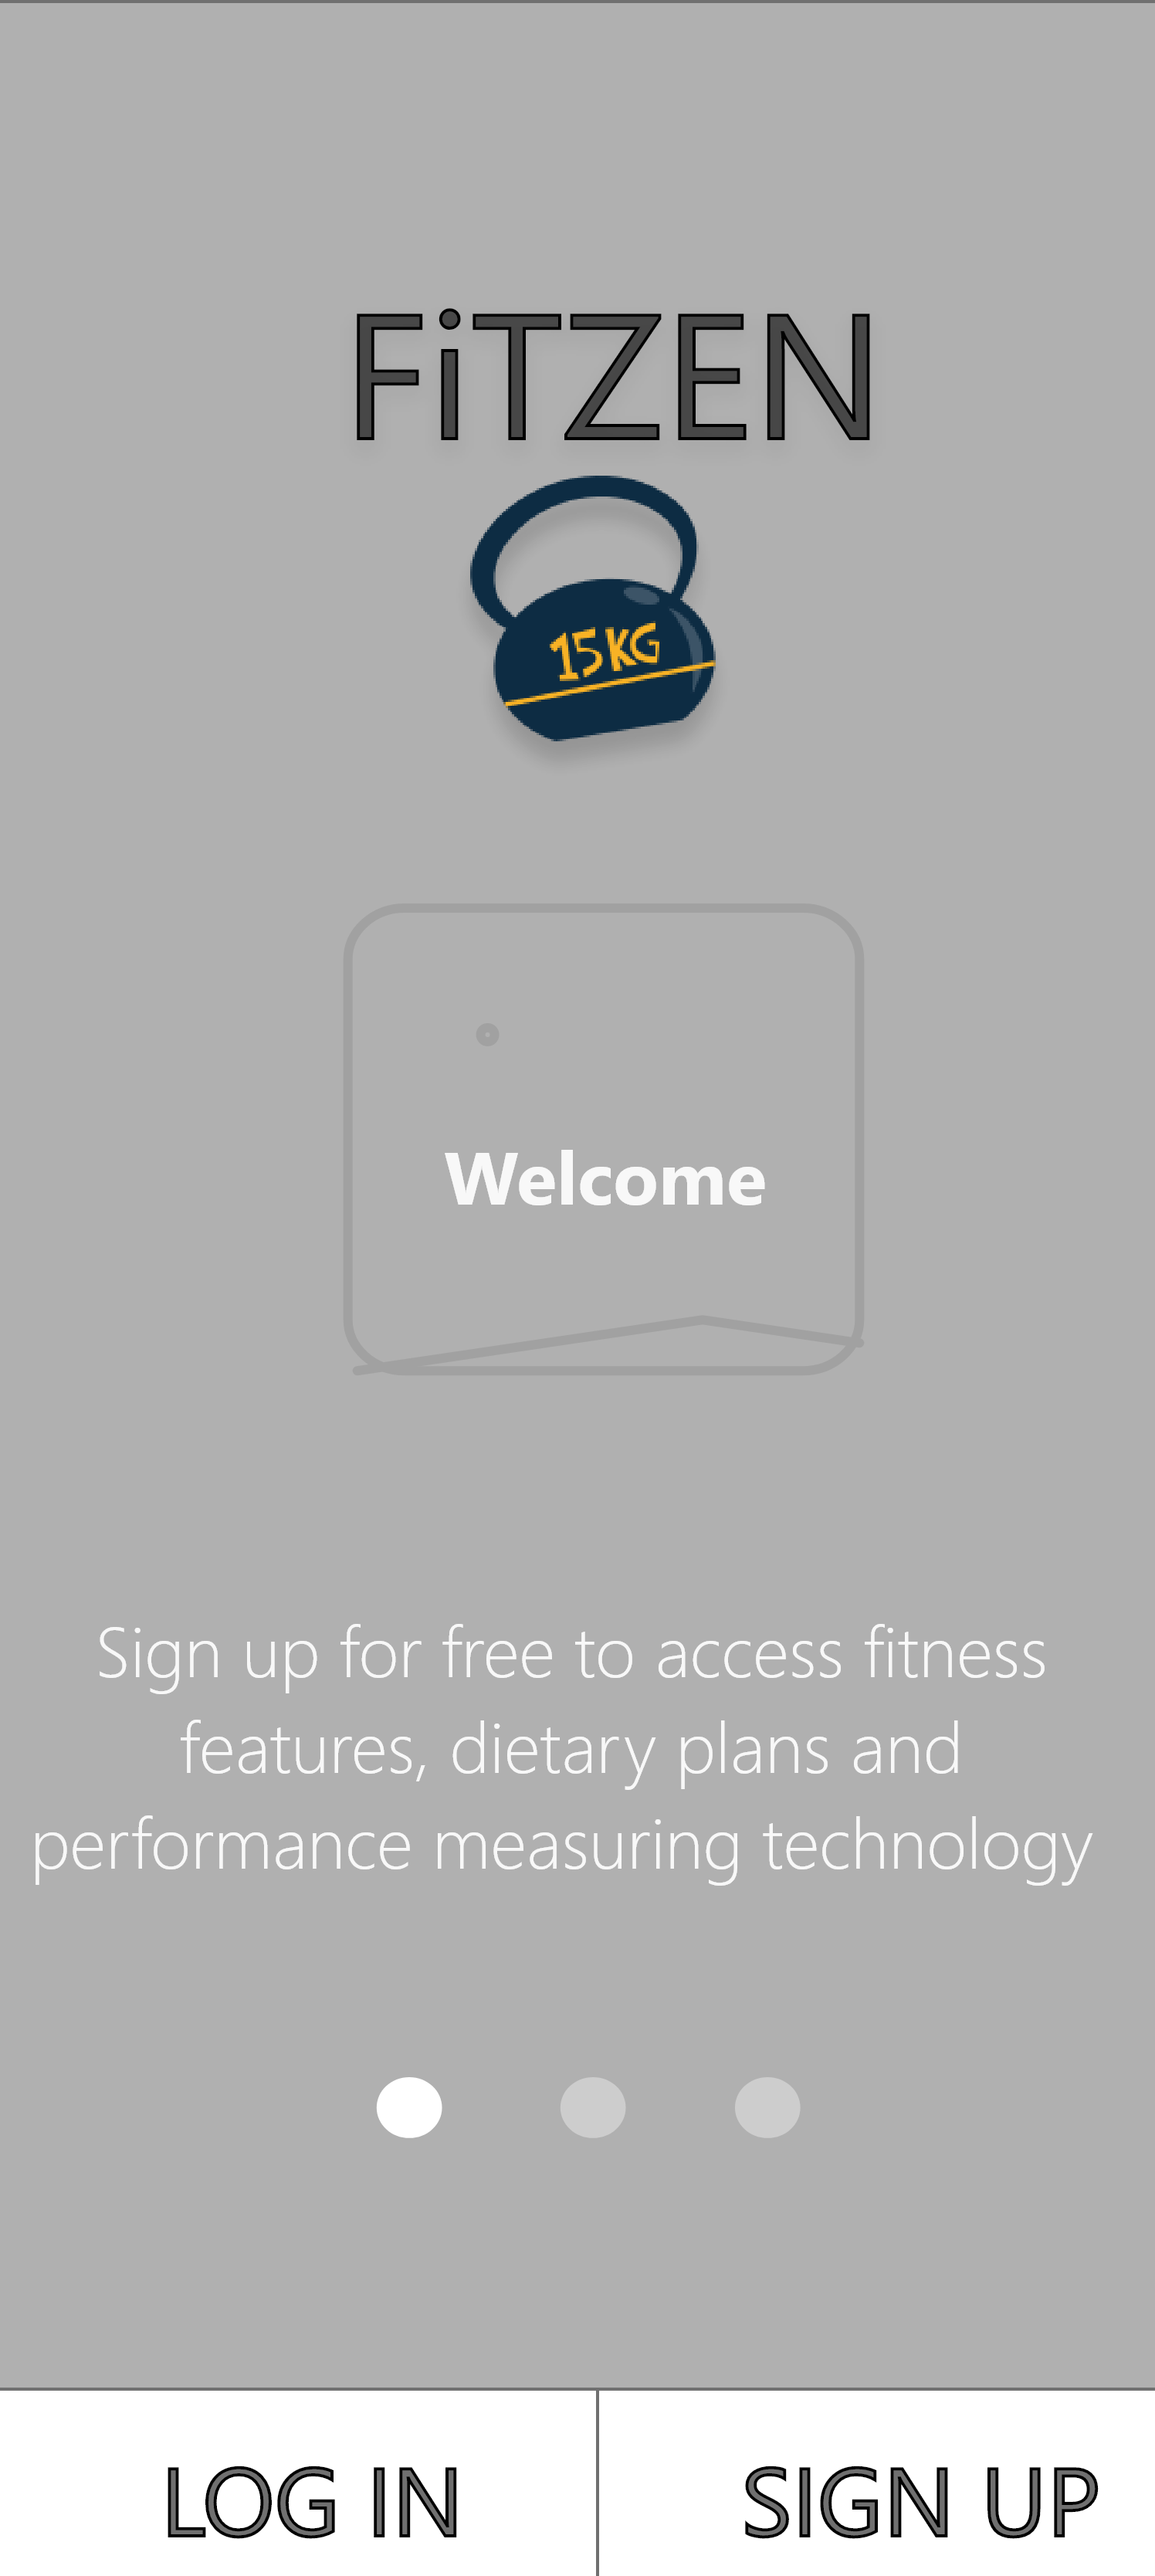 FiTZEN
15KG
Welcome
Sign up for free to access fitness
features, dietary plans and
performance measuring technology
LOG IN
SIGN UP